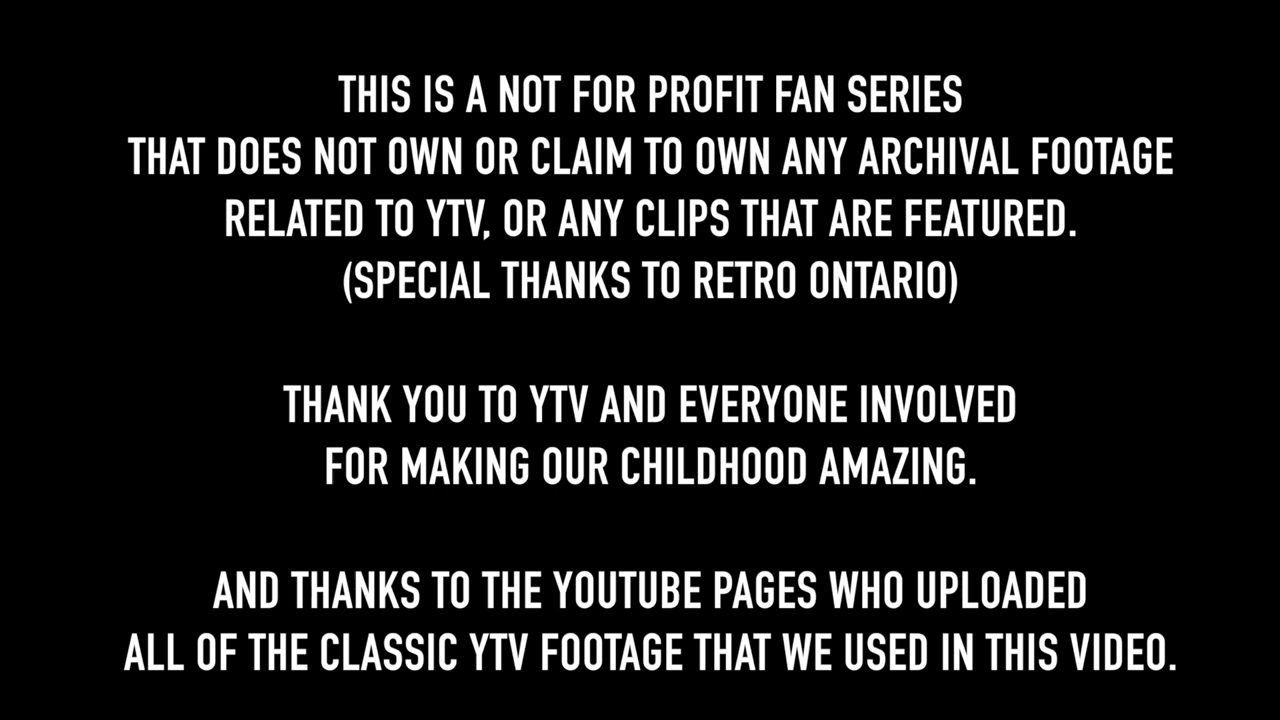 THIS IS A NOT FOR PROFIT FAN SERIES
THAT DOES NOT OWN OR CLAIM TO OWN ANY ARCHIVAL FOOTAGE
RELATED TO YTV, OR ANY CLIPS THAT ARE FEATURED.
(SPECIAL THANKS TO RETRO ONTARIO)
THANK YOU TO YTV AND EVERYONE INVOLVED
FOR MAKING OUR CHILDHOOD AMAZING.
AND THANKS TO THE YOUTUBE PAGES WHO UPLOADED
ALL OF THE CLASSIC YTV FOOTAGE THAT WE USED IN THIS VIDEO.